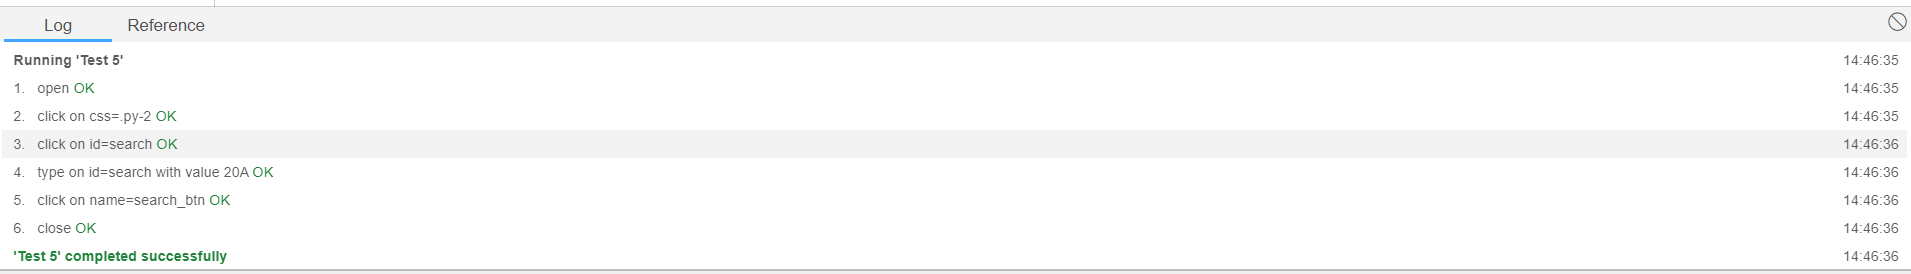 Log Reference
Running 'Test 5' 14:46:35
1. open OK 14:46:35
2. click on css=.py-2 OK 14:46:35
3. click on id=search OK 14:46:36
4. type on id=search with value 20A OK 14:46:36
5. click on name=search_btn OK 14:46:36
6. close OK 14:46:36
'Test 5' completed successfully 14:46:36